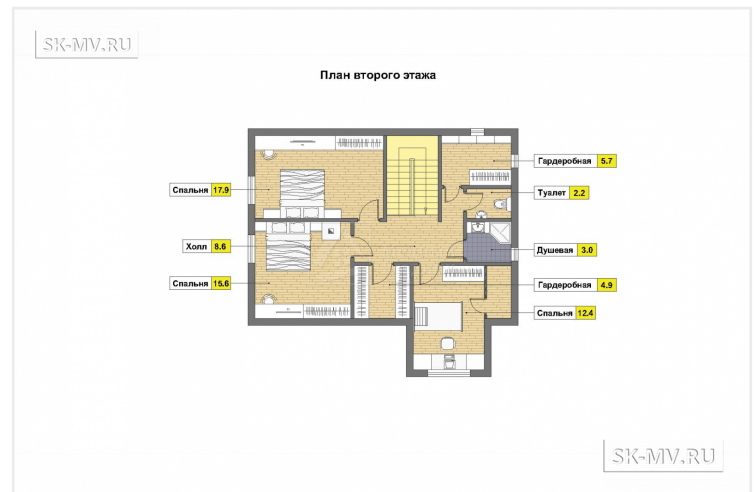 SK-MV.RU
План второго этажа
Гардеробная 5.7
Спальня 17.9
Туалет 2.2
Холл 8.6
Душевая 3.0
Спальня 15.6
Гардеробная 4.9
Спальня 12.4
SK-MV.RU